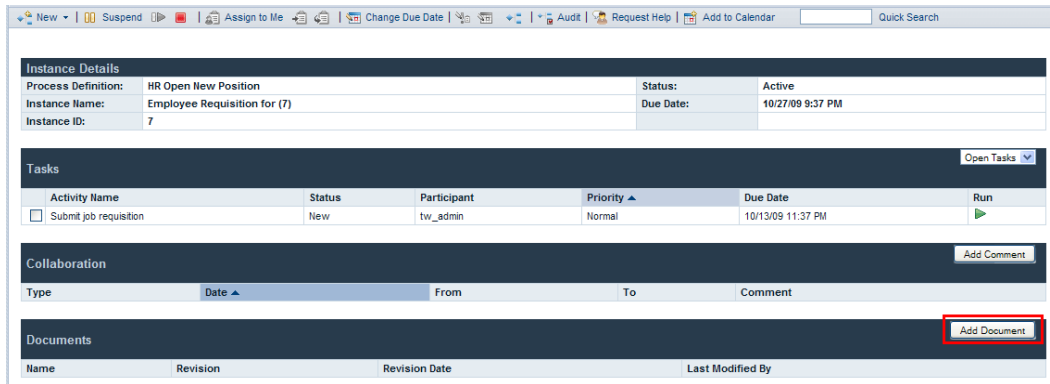 New | Suspend | Assign to Me | Change Due Date | | Audit | Request Help | Add to Calendar Quick Search
Instance Details
Process Definition: HR Open New Position Status: Active
Instance Name: Employee Requisition for (7) Due Date: 10/27/09 9:37 PM
Instance ID: 7
Open Tasks
Tasks
Activity Name Status Participant Priority Due Date Run
Submit job requisition New tw_admin Normal 10/13/09 11:37 PM
Add Comment
Collaboration
Type Date From To Comment
Add Document
Documents
Name Revision Revision Date Last Modified By